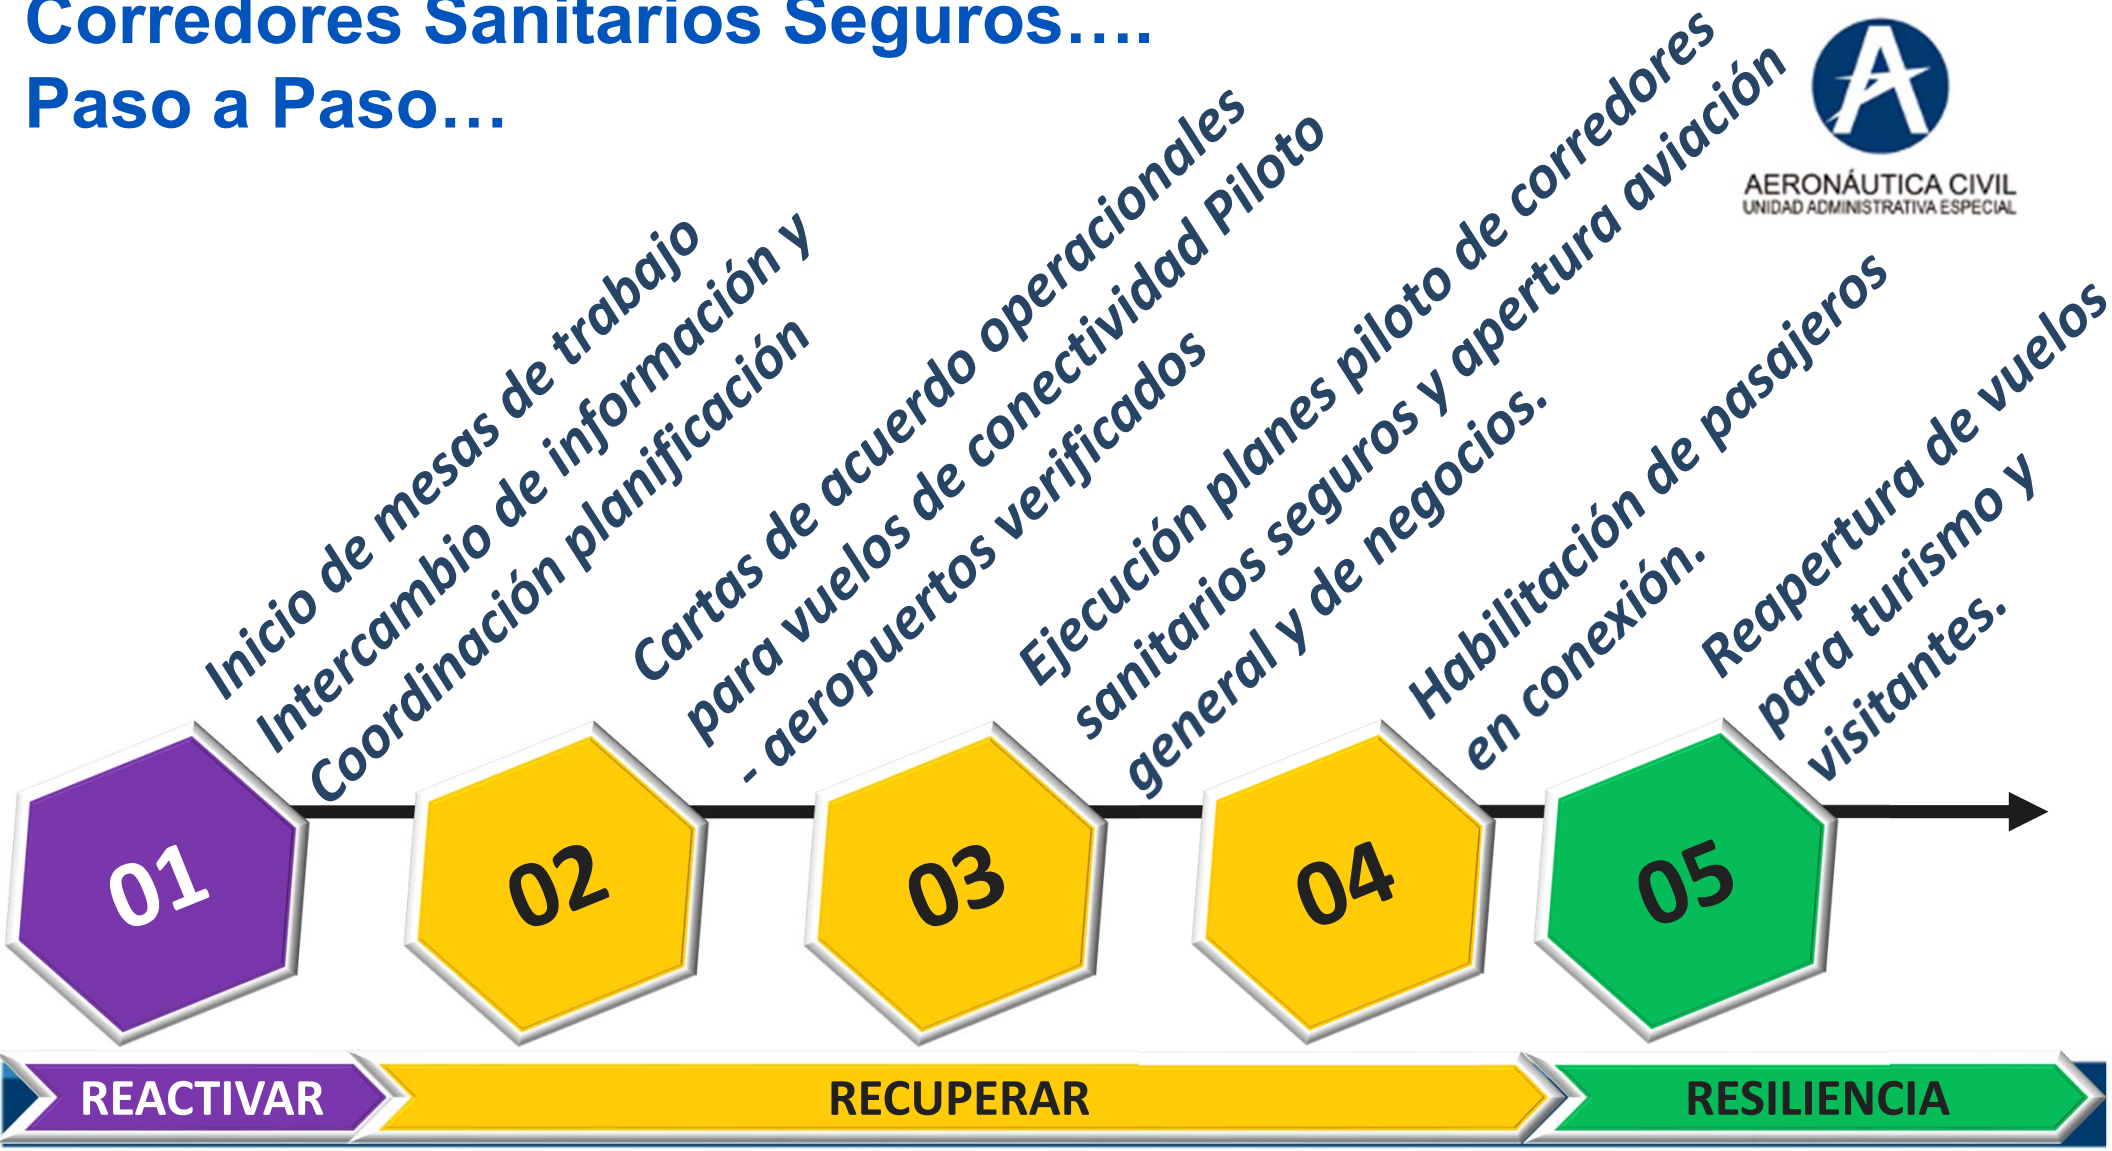 Corredores Sanitarios Seguros….
Paso a Paso…
AERONÁUTICA CIVIL
UNIDAD ADMINISTRATIVA ESPECIAL
Inicio de mesas de trabajo
Intercambio de información y
Coordinación planificación
Cartas de acuerdo operacionales
para vuelos de conectividad Piloto
- aeropuertos verificados
Ejecución planes piloto de corredores
sanitarios seguros y apertura aviación
general y de negocios.
Habilitación de pasajeros
en conexión.
Reapertura de vuelos
para turismo y
visitantes.
01
02
03
04
05
REACTIVAR
RECUPERAR
RESILIENCIA